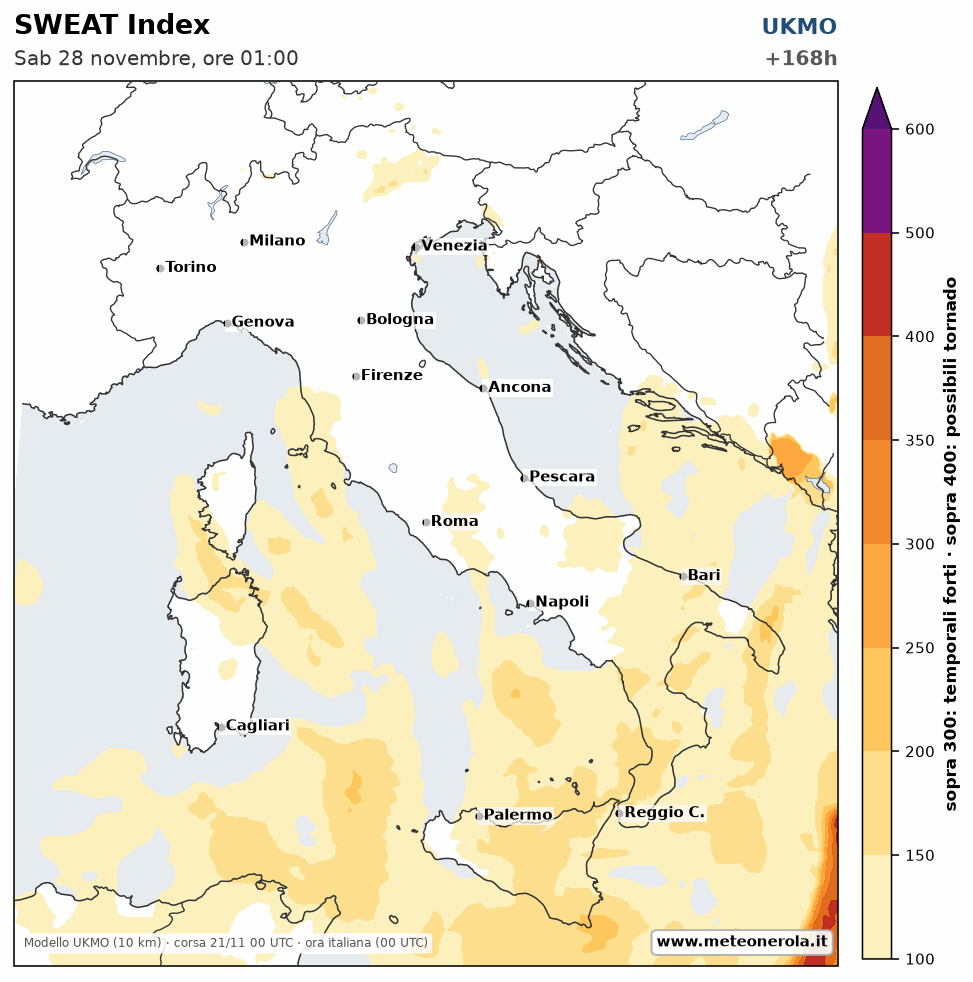 SWEAT Index
UKMO
Sab 28 novembre, ore 01:00
+168h
Milano
Venezia
Torino
Genova
Bologna
Firenze
Ancona
Pescara
Roma
Bari
Napoli
Cagliari
Palermo
Reggio C.
Modello UKMO (10 km) · corsa 21/11 00 UTC · ora italiana (00 UTC)
www.meteonerola.it
600
500
400
350
300
250
200
150
100
sopra 300: temporali forti · sopra 400: possibili tornado